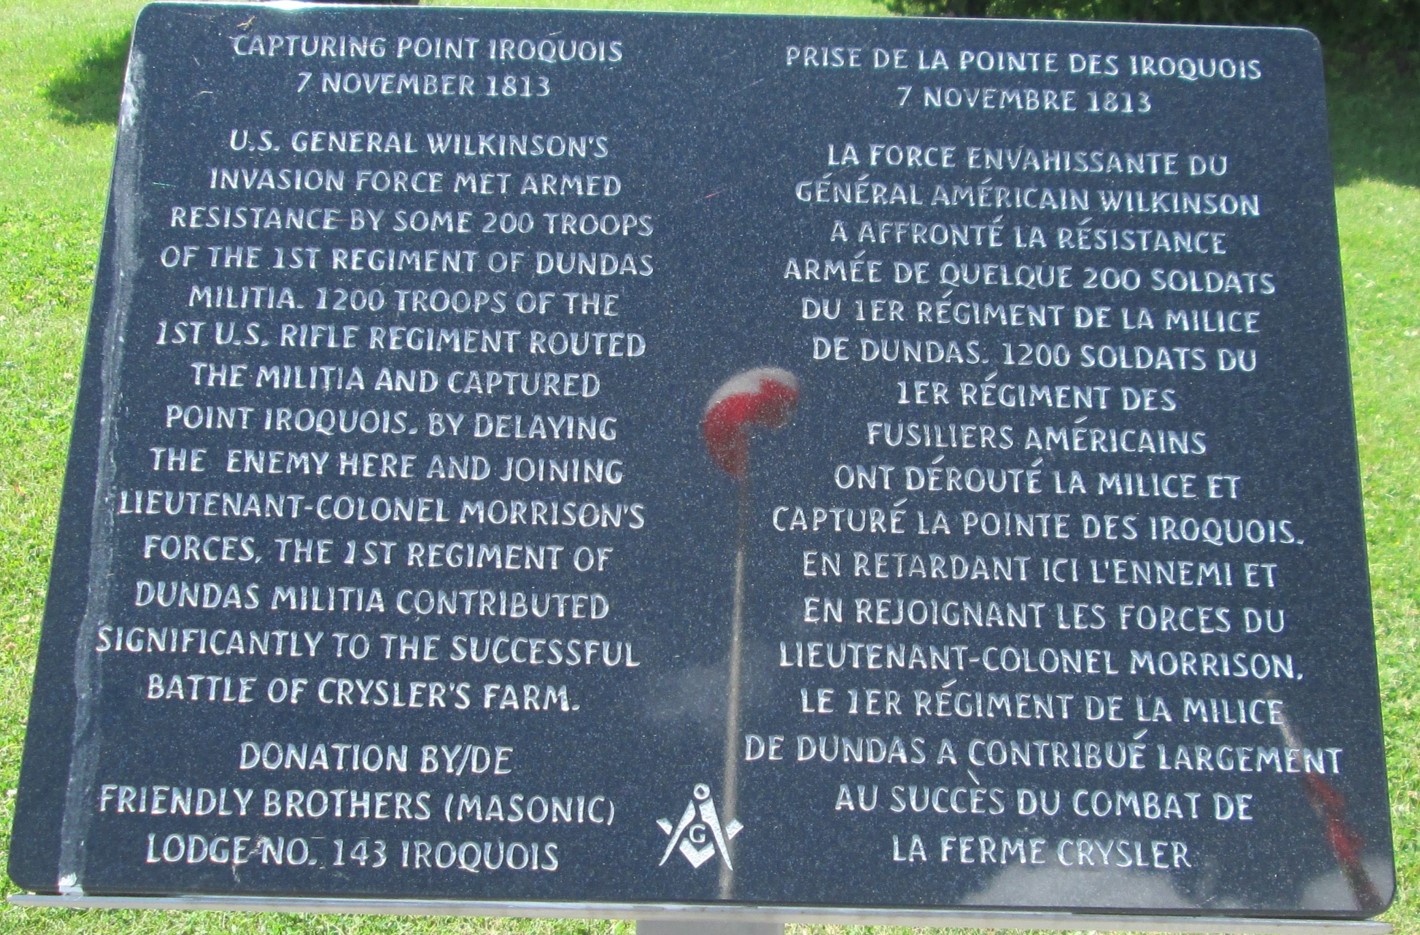 CAPTURING POINT IROQUOIS
7 NOVEMBER 1813
U.S. GENERAL WILKINSON'S
INVASION FORCE MET ARMED
RESISTANCE BY SOME 200 TROOPS
OF THE 1ST REGIMENT OF DUNDAS
MILITIA. 1200 TROOPS OF THE
1ST U.S. RIFLE REGIMENT ROUTED
THE MILITIA AND CAPTURED
POINT IROQUOIS. BY DELAYING
THE ENEMY HERE AND JOINING
LIEUTENANT-COLONEL MORRISON'S
FORCES, THE 1ST REGIMENT OF
DUNDAS MILITIA CONTRIBUTED
SIGNIFICANTLY TO THE SUCCESSFUL
BATTLE OF CRYSLER'S FARM.
DONATION BY/DE
FRIENDLY BROTHERS (MASONIC)
LODGE NO. 143 IROQUOIS
G
PRISE DE LA POINTE DES IROQUOIS
7 NOVEMBRE 1813
LA FORCE ENVAHISSANTE DU
GÉNÉRAL AMÉRICAIN WILKINSON
A AFFRONTÉ LA RÉSISTANCE
ARMÉE DE QUELQUE 200 SOLDATS
DU 1ER RÉGIMENT DE LA MILICE
DE DUNDAS. 1200 SOLDATS DU
1ER RÉGIMENT DES
FUSILIERS AMÉRICAINS
ONT DÉROUTÉ LA MILICE ET
CAPTURÉ LA POINTE DES IROQUOIS.
EN RETARDANT ICI L'ENNEMI ET
EN REJOIGNANT LES FORCES DU
LIEUTENANT-COLONEL MORRISON,
LE 1ER RÉGIMENT DE LA MILICE
DE DUNDAS A CONTRIBUÉ LARGEMENT
AU SUCCÈS DU COMBAT DE
LA FERME CRYSLER